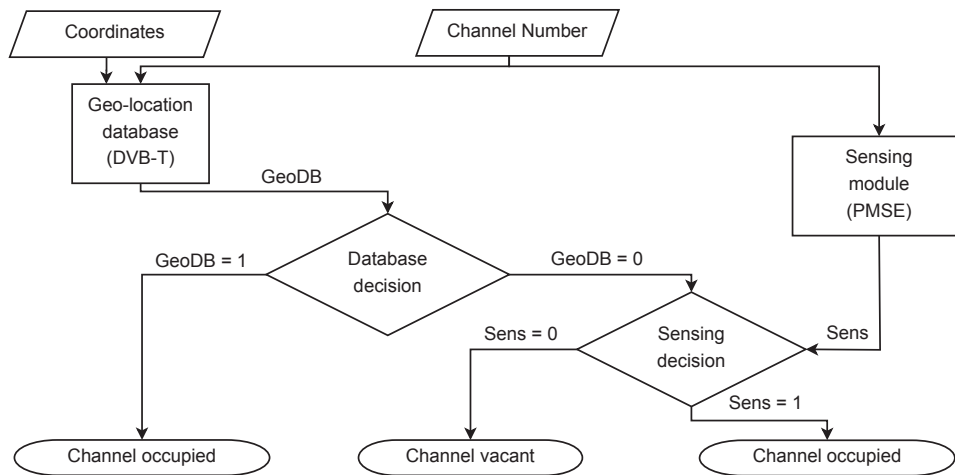 Coordinates
Channel Number
Geo-location
database
(DVB-T)
Sensing
module
(PMSE)
GeoDB
Database
decision
GeoDB = 1
GeoDB = 0
Sensing
decision
Sens = 0
Sens
Sens = 1
Channel occupied
Channel vacant
Channel occupied